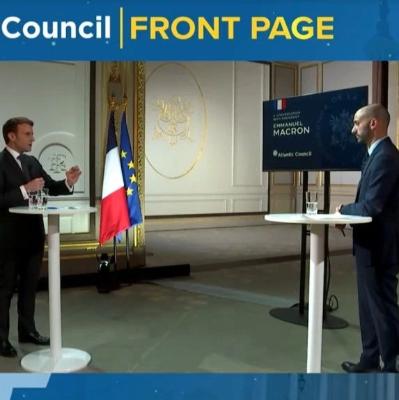 Council | FRONT PAGE
A CONVERSATION
WITH PRESIDENT
EMMANUEL
MACRON
Atlantic Council